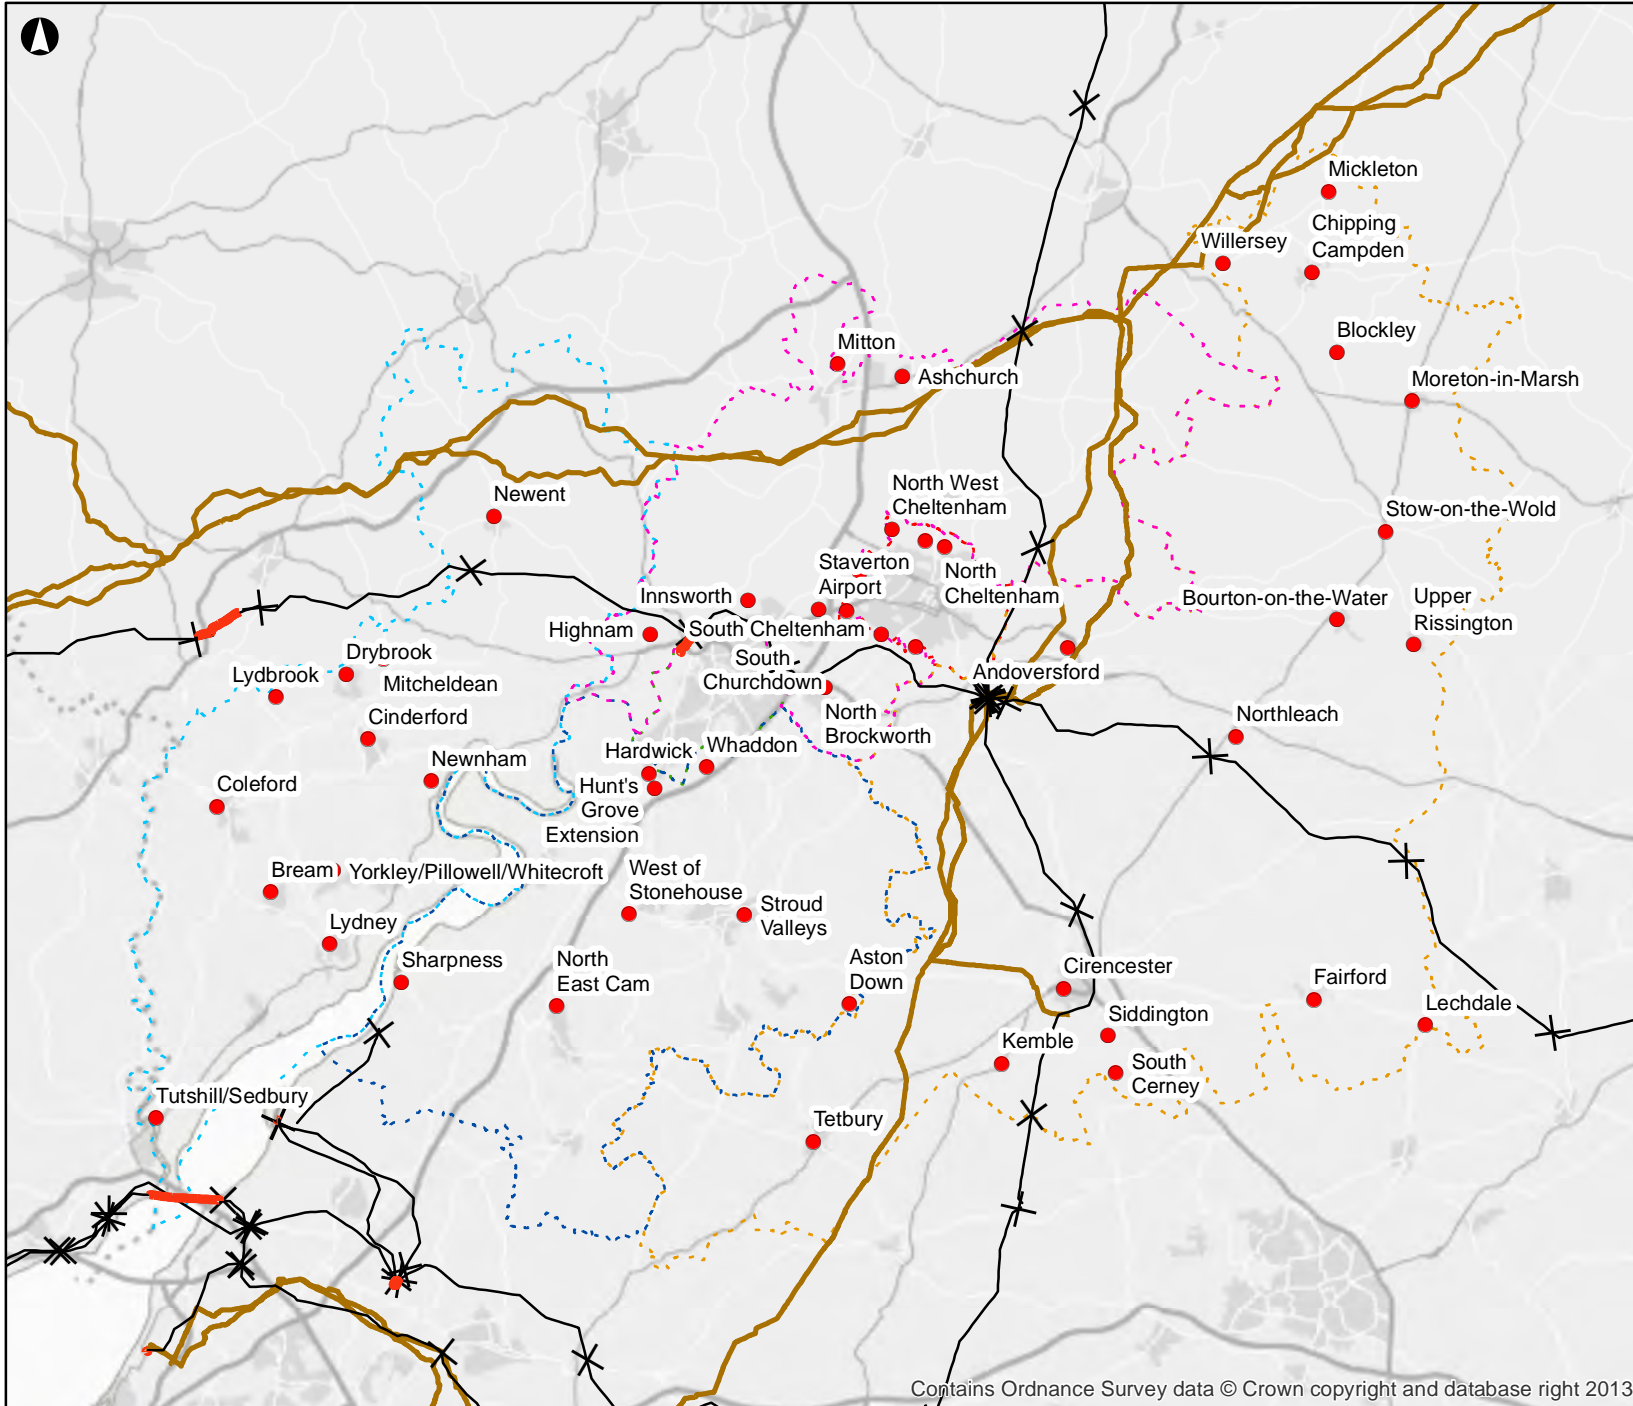 Mickleton
Chipping
Campden
Willersey
Blockley
Mitton
Ashchurch
Moreton-in-Marsh
North West
Cheltenham
Newent
Stow-on-the-Wold
Staverton
Airport
North
Cheltenham
Innsworth
Bourton-on-the-Water
Upper
Rissington
Highnam
South Cheltenham
Drybrook
Lydbrook
Mitcheldean
South
Churchdown
Andoversford
Cinderford
North
Brockworth
Northleach
Newnham
Hardwick
Whaddon
Coleford
Hunt's
Grove
Extension
Bream
Yorkley/Pillowell/Whitecroft
West of
Stonehouse
Stroud
Valleys
Lydney
Sharpness
North
East Cam
Aston
Down
Cirencester
Fairford
Lechdale
Siddington
Kemble
South
Cerney
Tutshill/Sedbury
Tetbury
Contains Ordnance Survey data © Crown copyright and database right 2013